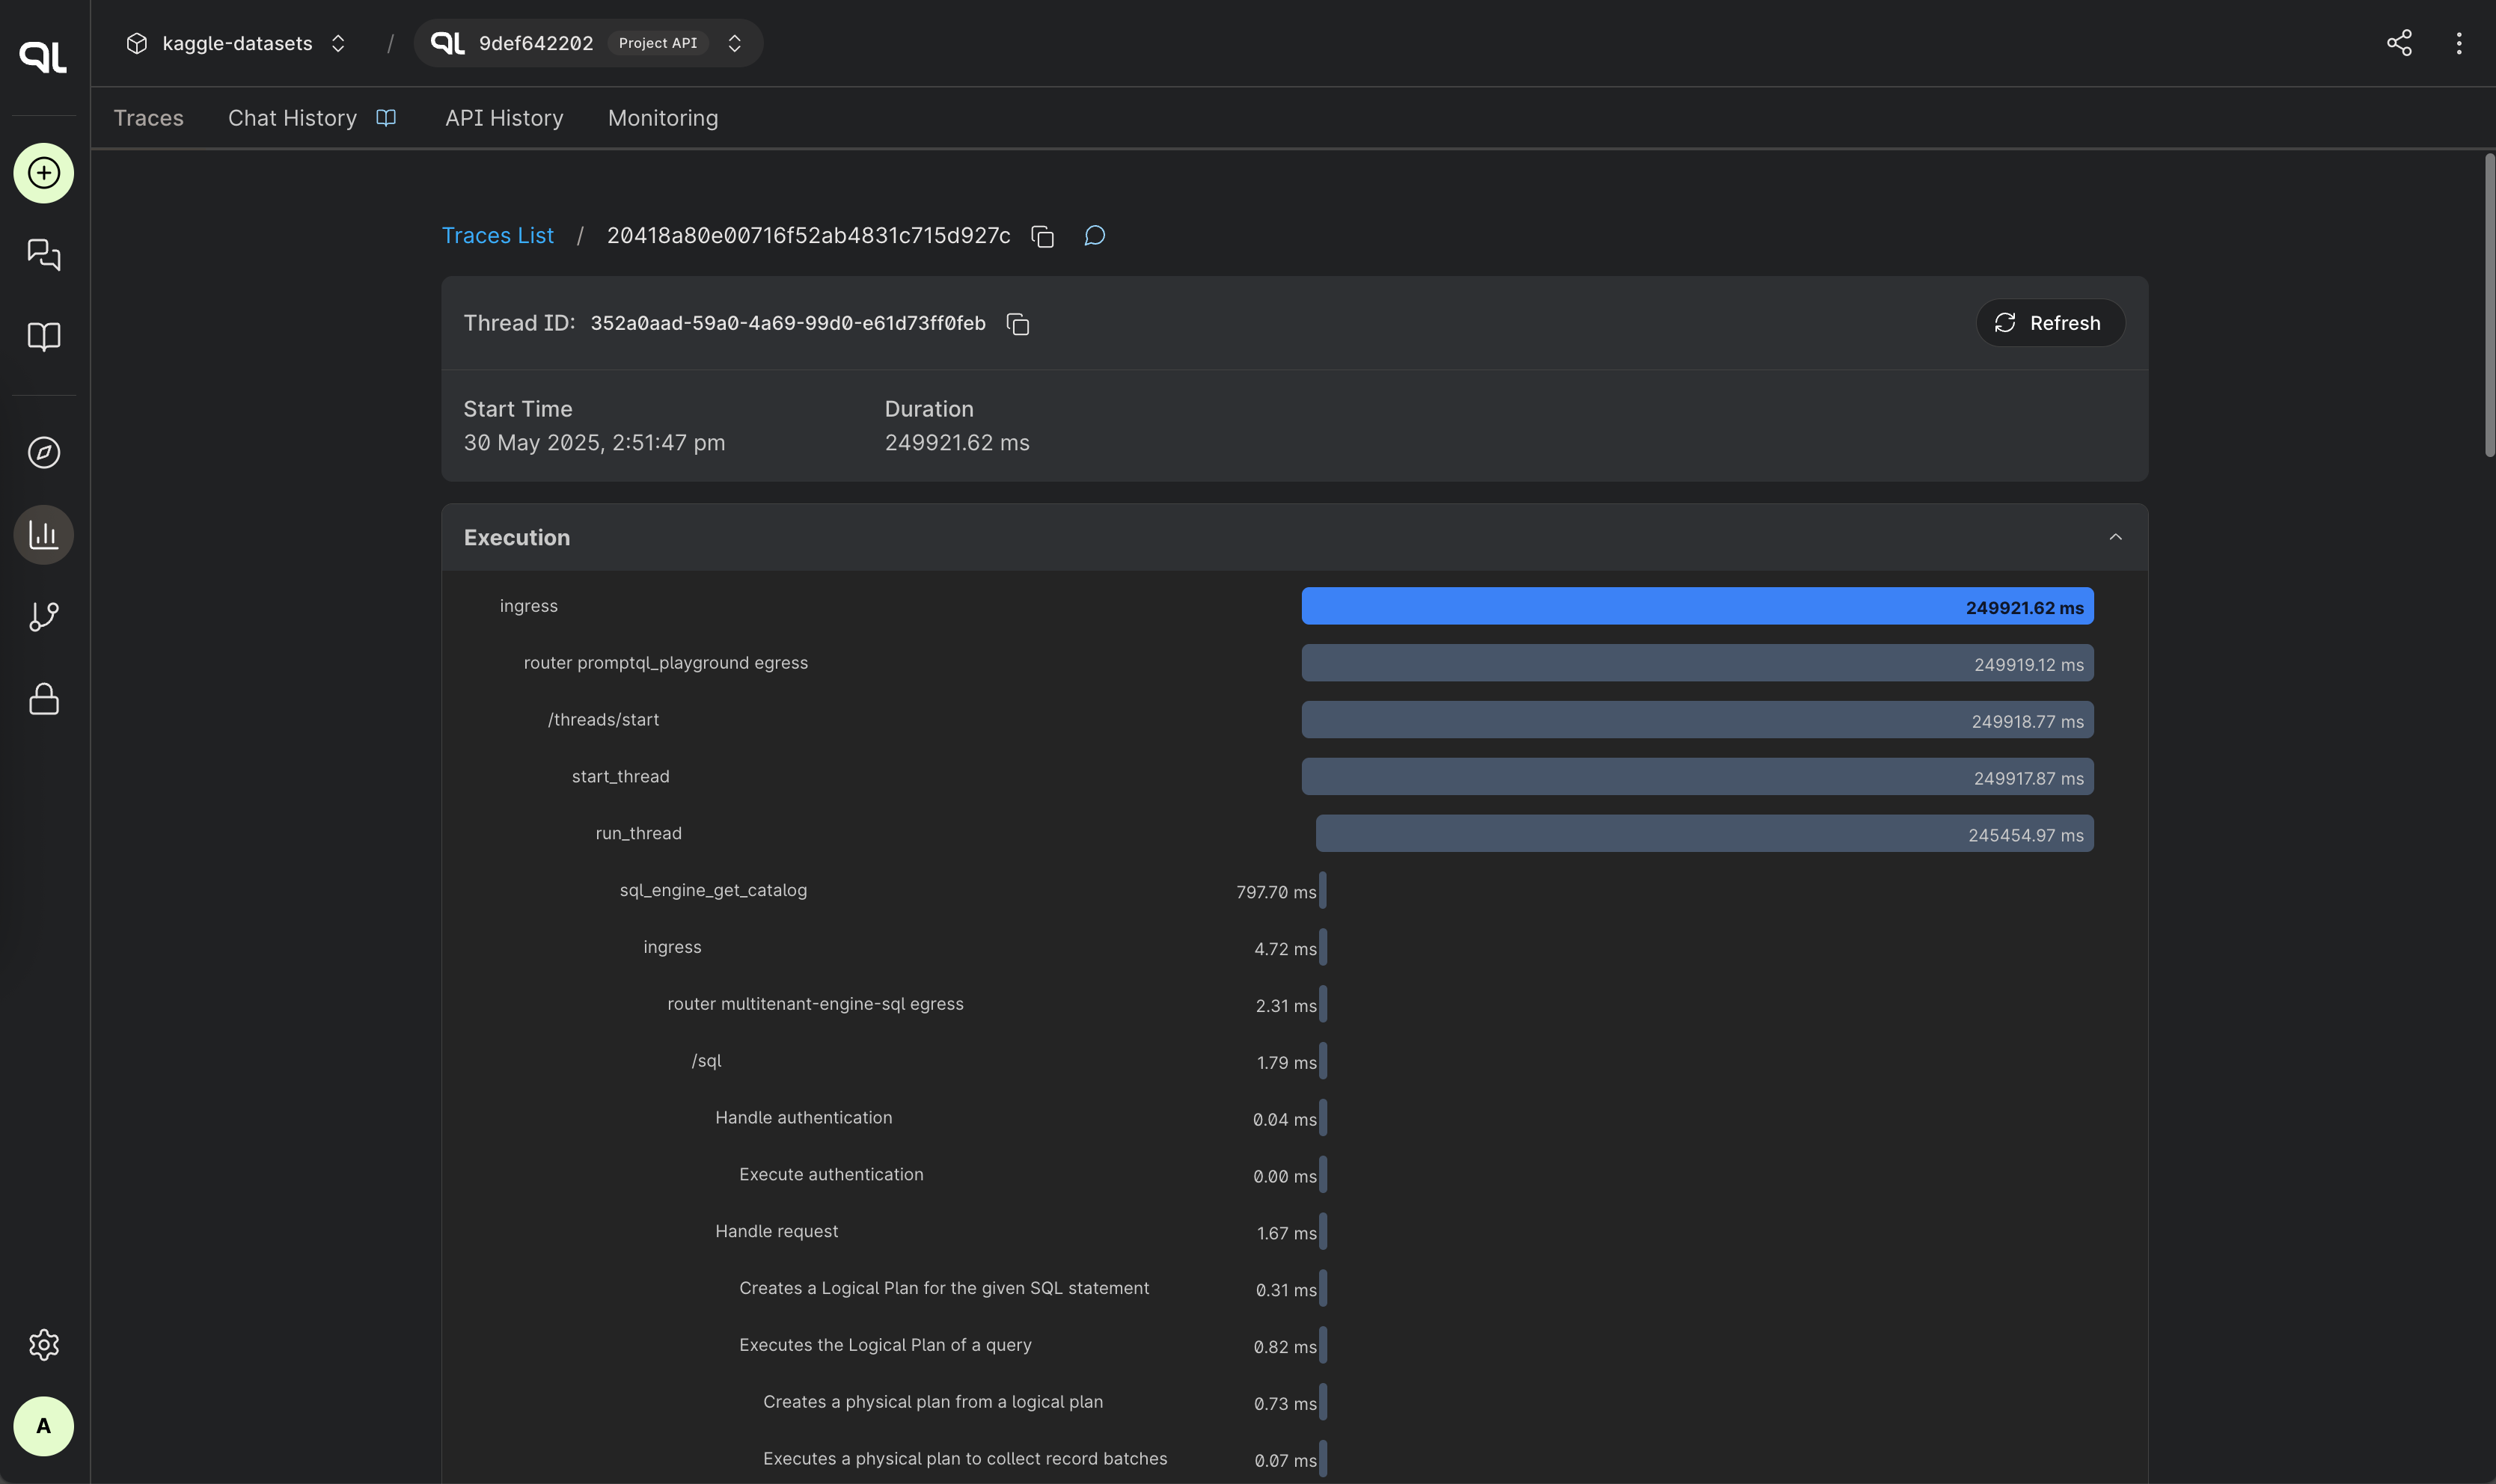 QL
kaggle-datasets / QL 9def642202 Project API
Traces Chat History API History Monitoring
Traces List / 20418a80e00716f52ab4831c715d927c
Thread ID: 352a0aad-59a0-4a69-99d0-e61d73ff0feb Refresh
Start Time Duration
30 May 2025, 2:51:47 pm 249921.62 ms
Execution
ingress 249921.62 ms
router promptql_playground egress 249919.12 ms
/threads/start 249918.77 ms
start_thread 249917.87 ms
run_thread 245454.97 ms
sql_engine_get_catalog 797.70 ms
ingress 4.72 ms
router multitenant-engine-sql egress 2.31 ms
/sql 1.79 ms
Handle authentication 0.04 ms
Execute authentication 0.00 ms
Handle request 1.67 ms
Creates a Logical Plan for the given SQL statement 0.31 ms
Executes the Logical Plan of a query 0.82 ms
Creates a physical plan from a logical plan 0.73 ms
Executes a physical plan to collect record batches 0.07 ms
A